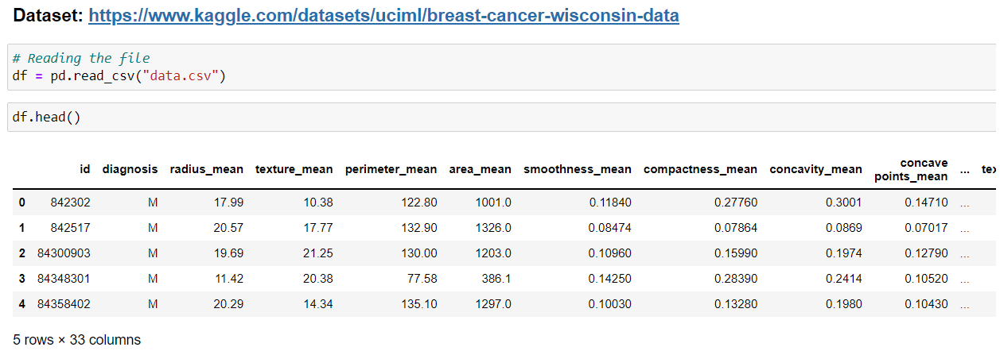 Dataset: https://www.kaggle.com/datasets/uciml/breast-cancer-wisconsin-data
# Reading the file
df = pd.read_csv("data.csv")
df.head()
id diagnosis radius_mean texture_mean perimeter_mean area_mean smoothness_mean compactness_mean concavity_mean concave points_mean ... tex
0 842302 M 17.99 10.38 122.80 1001.0 0.11840 0.27760 0.3001 0.14710 ...
1 842517 M 20.57 17.77 132.90 1326.0 0.08474 0.07864 0.0869 0.07017 ...
2 84300903 M 19.69 21.25 130.00 1203.0 0.10960 0.15990 0.1974 0.12790 ...
3 84348301 M 11.42 20.38 77.58 386.1 0.14250 0.28390 0.2414 0.10520 ...
4 84358402 M 20.29 14.34 135.10 1297.0 0.10030 0.13280 0.1980 0.10430 ...
5 rows × 33 columns